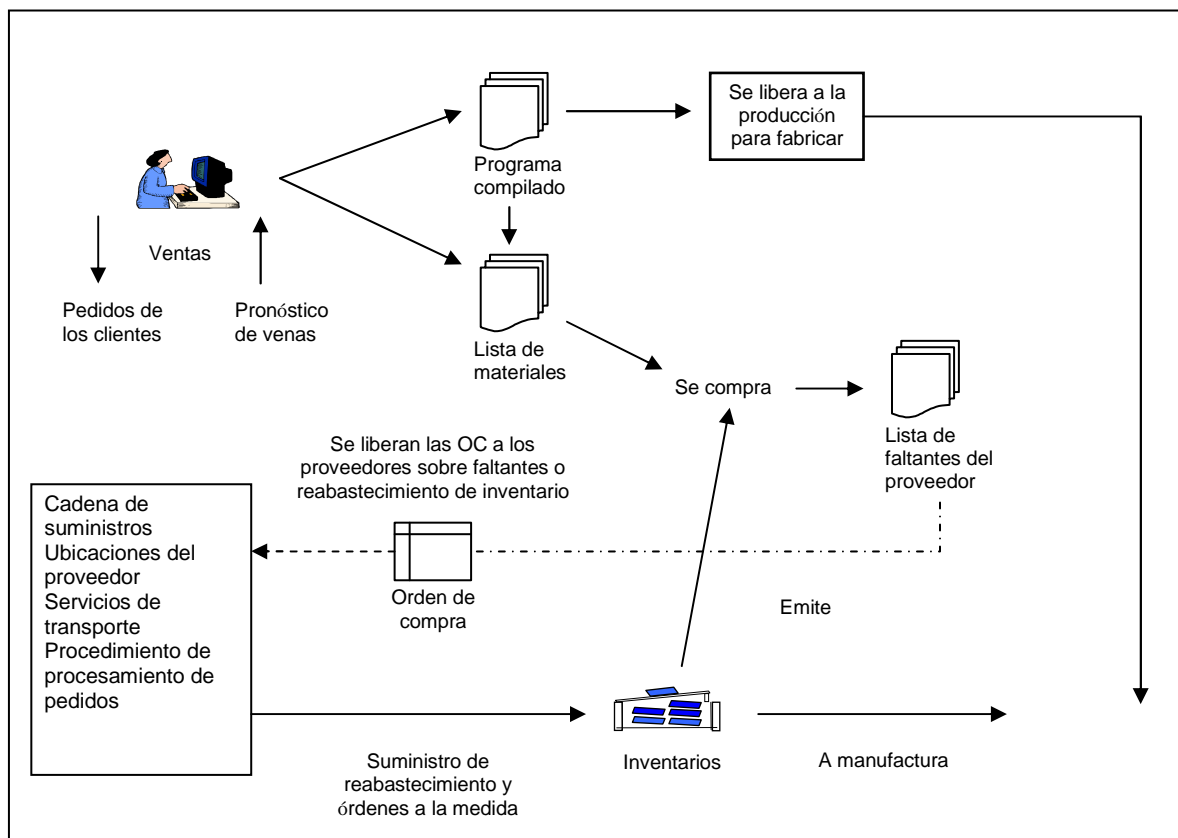 Se libera a la
producción
para fabricar
Programa
compilado
Ventas
Pedidos de
los clientes
Pronóstico
de venas
Lista de
materiales
Se compra
Lista de
faltantes del
proveedor
Se liberan las OC a los
proveedores sobre faltantes o
reabastecimiento de inventario
Cadena de
suministros
Ubicaciones del
proveedor
Servicios de
transporte
Procedimiento de
procesamiento de
pedidos
Orden de
compra
Emite
Suministro de
reabastecimiento y
órdenes a la medida
Inventarios
A manufactura